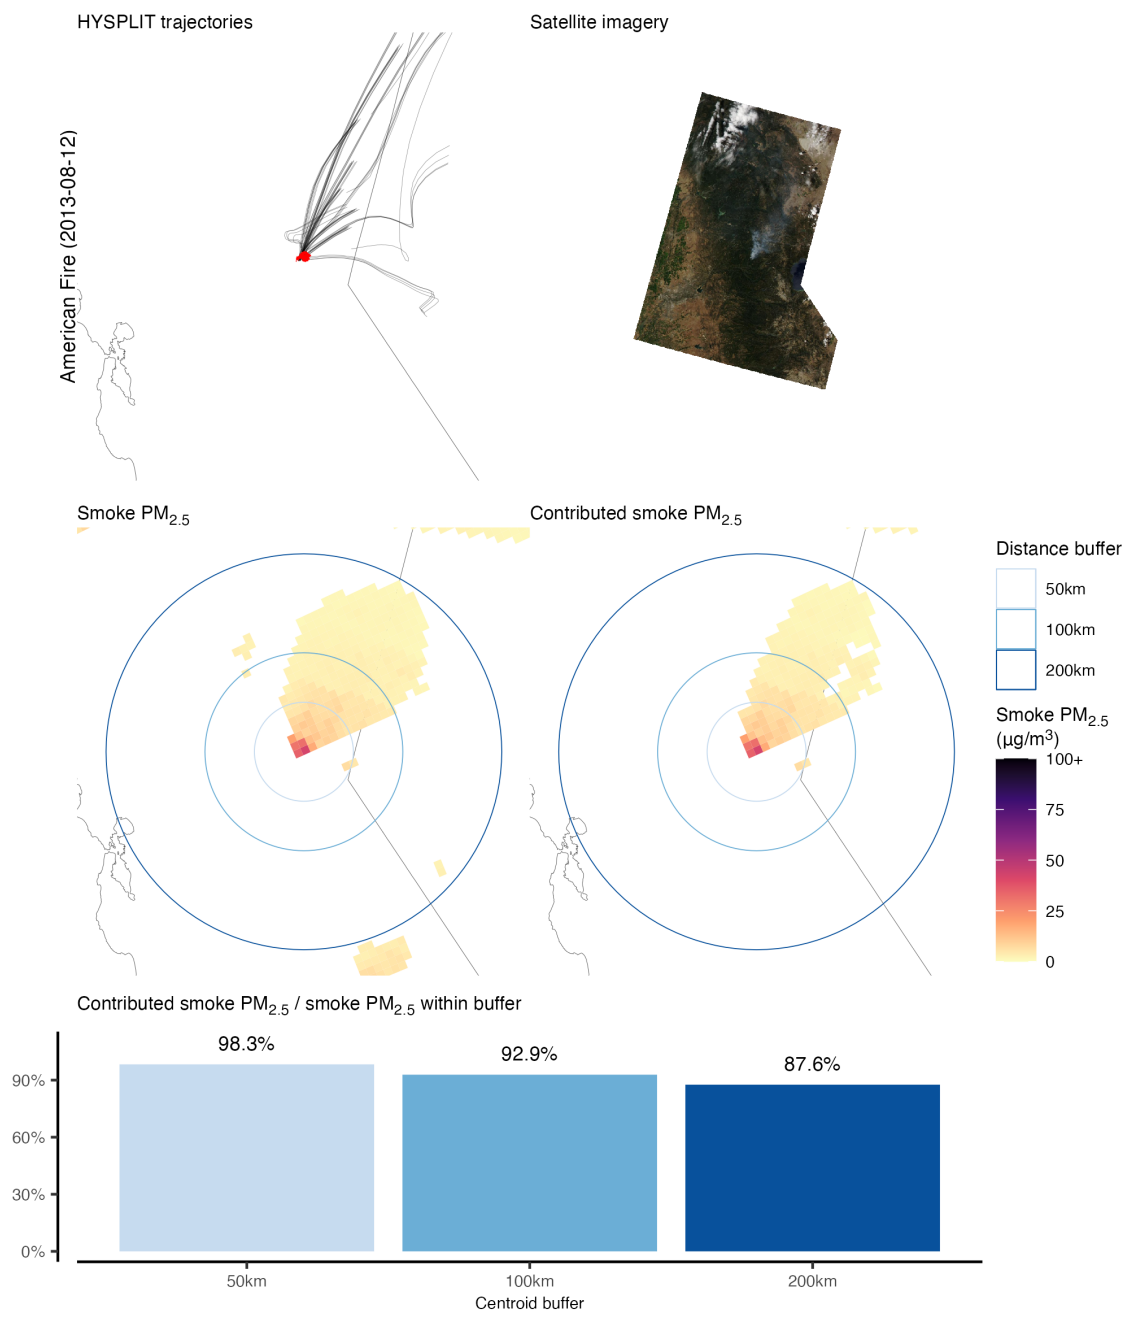 HYSPLIT trajectories
Satellite imagery
American Fire (2013-08-12)
Smoke PM2.5
Contributed smoke PM2.5
Distance buffer
50km
100km
200km
Smoke PM2.5
(µg/m³)
100+
75
50
25
0
Contributed smoke PM2.5 / smoke PM2.5 within buffer
98.3%
92.9%
87.6%
90%
60%
30%
0%
50km
100km
200km
Centroid buffer